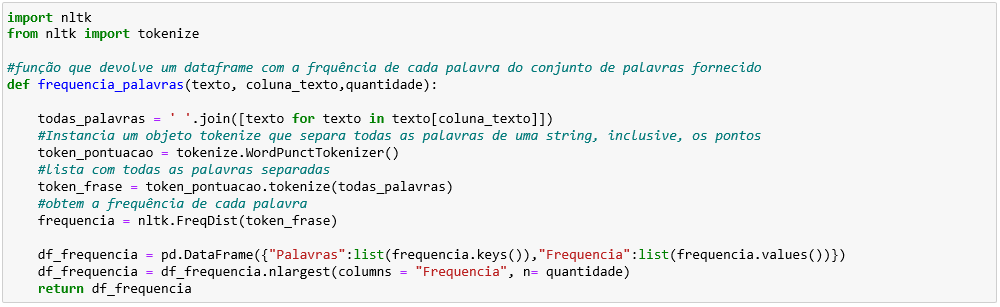 import nltk
from nltk import tokenize
#função que devolve um dataframe com a frquência de cada palavra do conjunto de palavras fornecido
def frequencia_palavras(texto, coluna_texto,quantidade):
todas_palavras = ' '.join([texto for texto in texto[coluna_texto]])
#Instancia um objeto tokenize que separa todas as palavras de uma string, inclusive, os pontos
token_pontuacao = tokenize.WordPunctTokenizer()
#lista com todas as palavras separadas
token_frase = token_pontuacao.tokenize(todas_palavras)
#obtem a frequência de cada palavra
frequencia = nltk.FreqDist(token_frase)
df_frequencia = pd.DataFrame({"Palavras":list(frequencia.keys()),"Frequencia":list(frequencia.values())})
df_frequencia = df_frequencia.nlargest(columns = "Frequencia", n= quantidade)
return df_frequencia